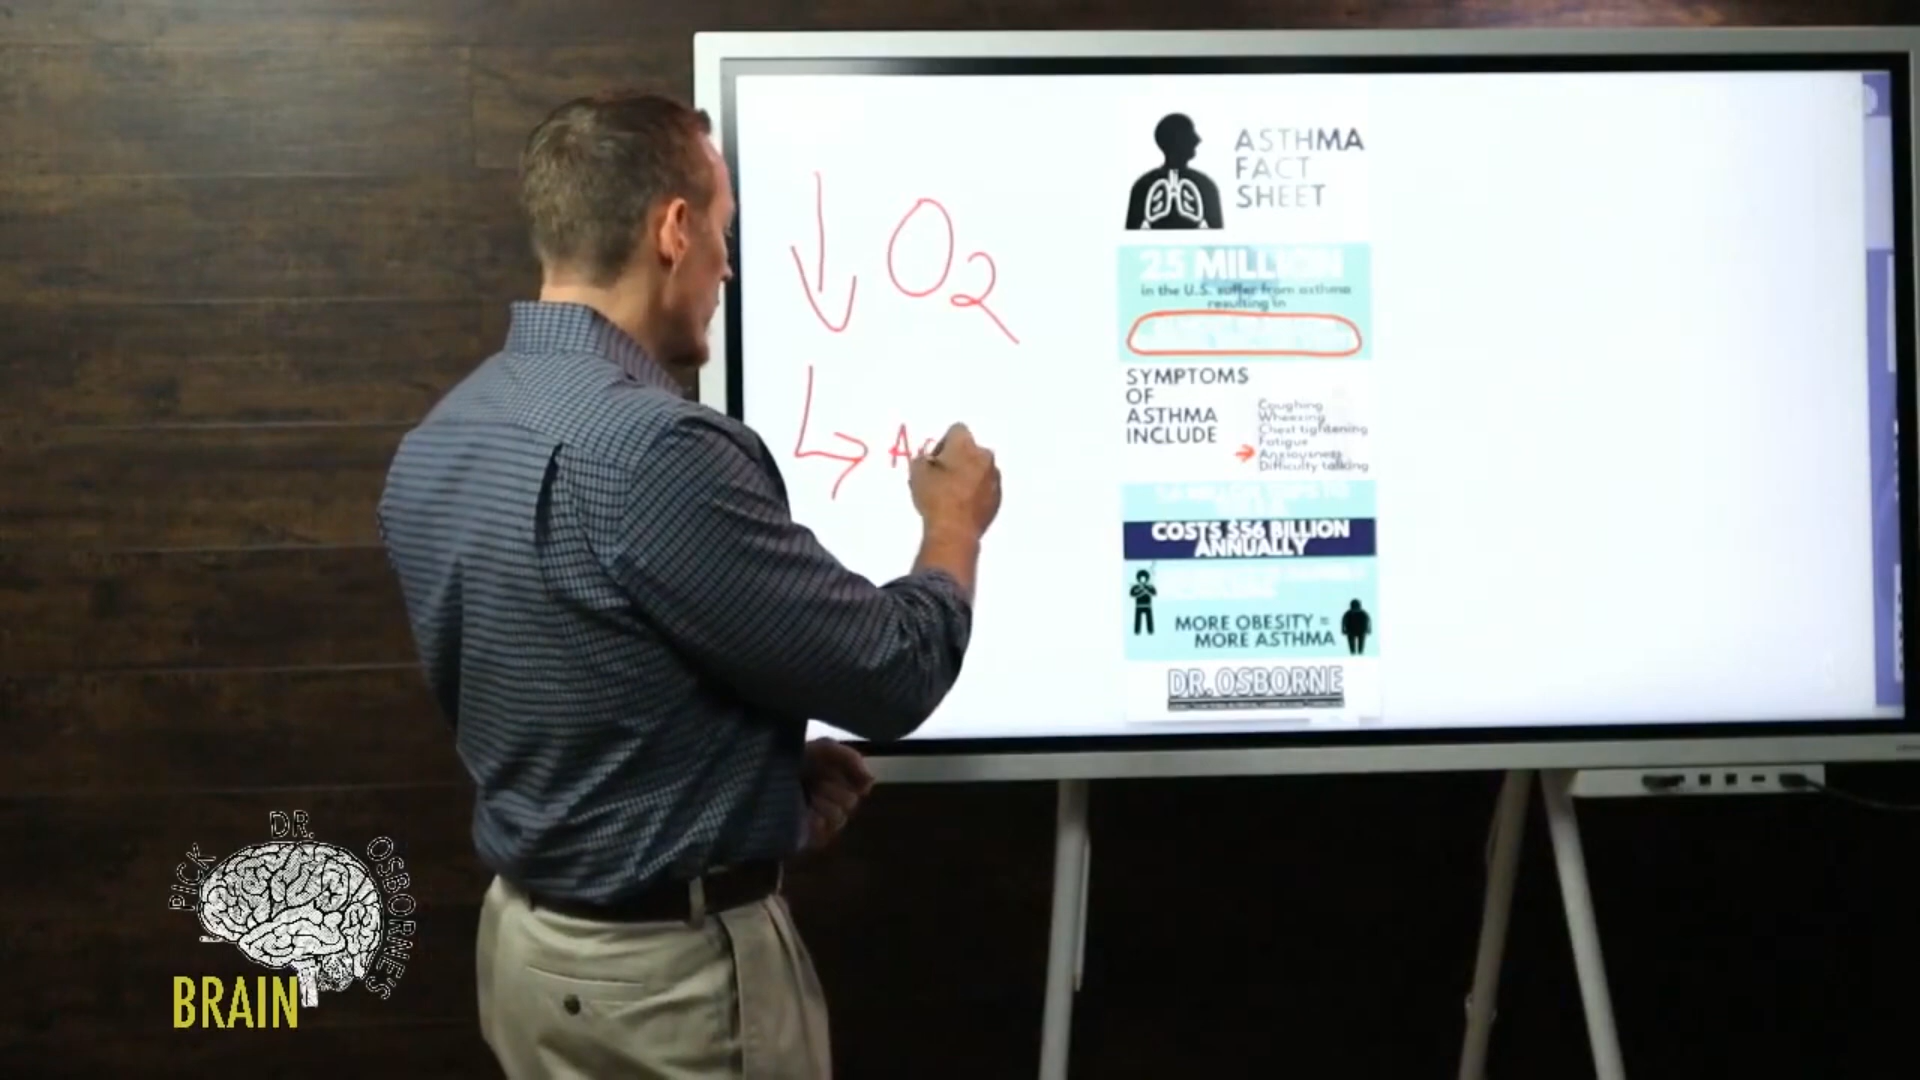 O2
ASTHMA
FACT
SHEET
25 MILLION
in the U.S. suffer from asthma
resulting in
SYMPTOMS
OF
ASTHMA
INCLUDE
Coughing
Wheezing
Chest tightening
Fatigue
Anxiousness
Difficulty talking
COSTS $56 BILLION
ANNUALLY
MORE OBESITY =
MORE ASTHMA
DR. OSBORNE
PICK DR. OSBORNE'S
BRAIN